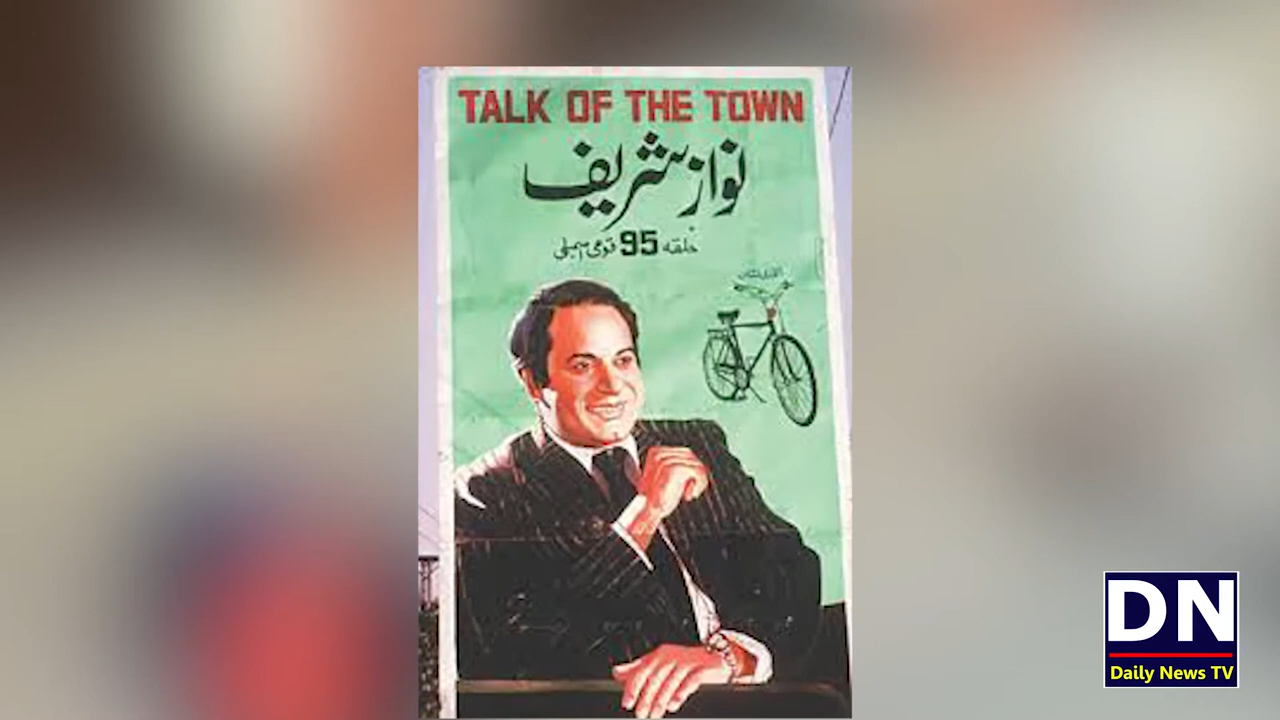 TALK OF THE TOWN
نواز شریف
حلقہ 95 قومی اسمبلی
DN
Daily News TV